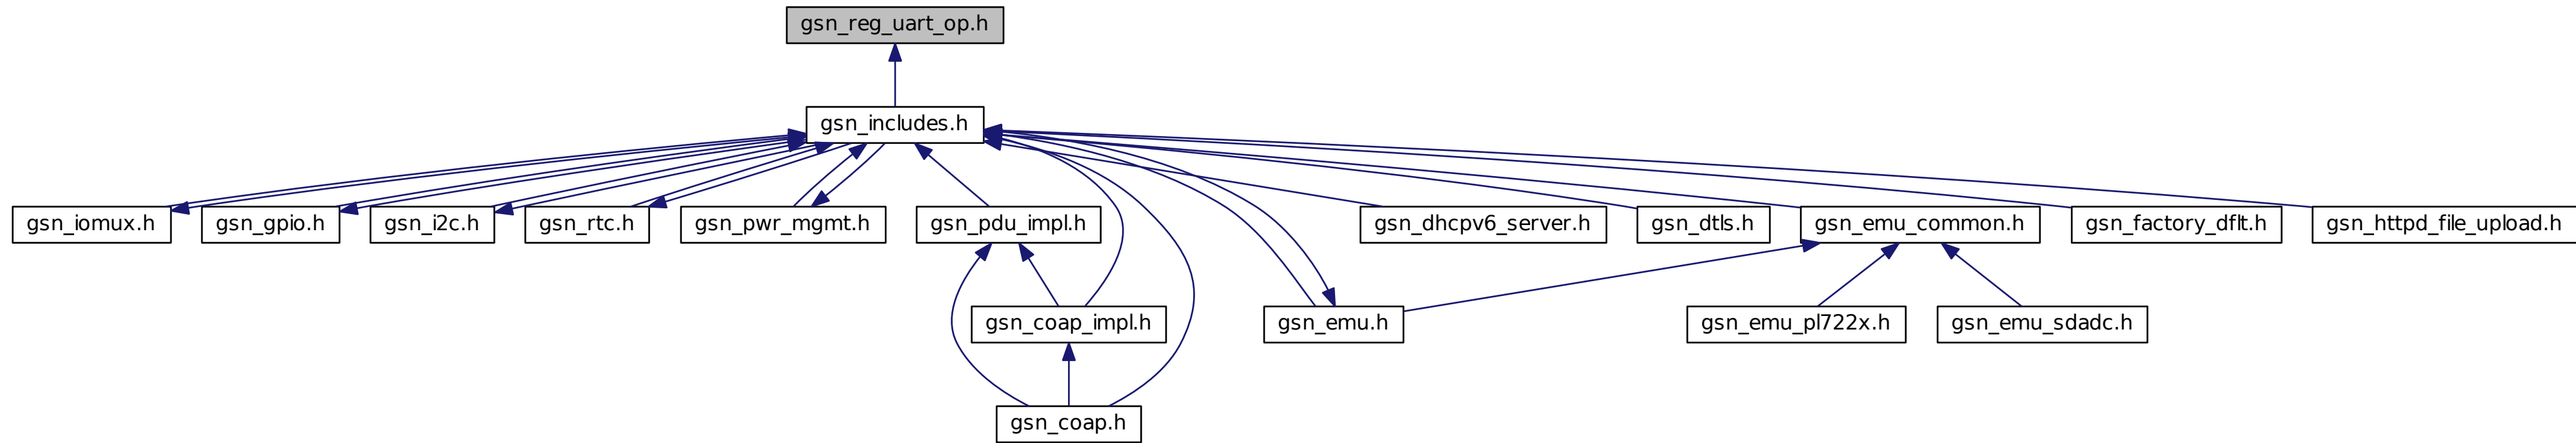 gsn_reg_uart_op.h
gsn_includes.h
gsn_iomux.h
gsn_gpio.h
gsn_i2c.h
gsn_rtc.h
gsn_pwr_mgmt.h
gsn_pdu_impl.h
gsn_dhcpv6_server.h
gsn_dtls.h
gsn_emu_common.h
gsn_factory_dflt.h
gsn_httpd_file_upload.h
gsn_coap_impl.h
gsn_emu.h
gsn_emu_pl722x.h
gsn_emu_sdadc.h
gsn_coap.h